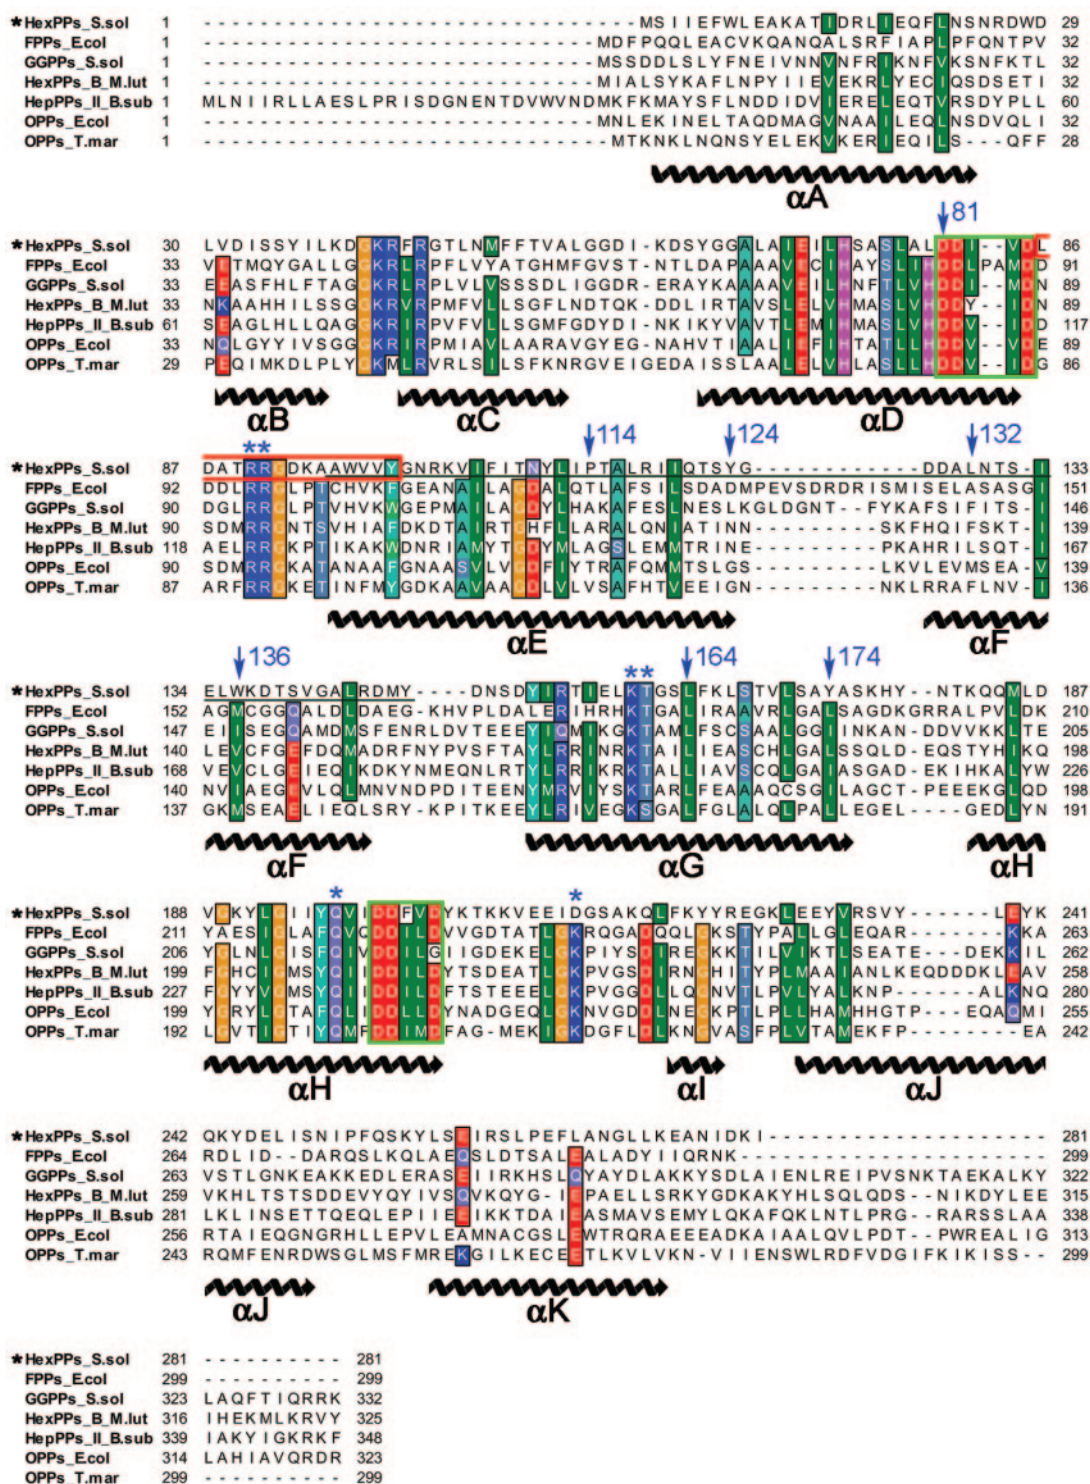 *HexPPs_S.sol 1 -------------------------------MSIIEFWLEAKATIDRLIEQFLNSNRDWD 29
FPPs_E.col 1 ----------------------------MDFPQQLEACVKQANQALSRFIAPLPFQNTPV 32
GGPPs_S.sol 1 ----------------------------MSSDDLSLYFNEIVNNVNFRIKNFVKSNFKTL 32
HexPPs_B_M.lut 1 ----------------------------MIALSYKAFLNPYIIEVEKRLYECIQSDSETI 32
HepPPs_II_B.sub 1 MLNIIRLLAESLPRISDGNENTDVWVNDMKFKMAYSFLNDDIDVIERELEQTVRSDYPLL 60
OPPs_E.col 1 ----------------------------MNLEKINELTAQDMAGVNAAILEQLNSDVQLI 32
OPPs_T.mar 1 -----------------------------MTKNKLNQNSYELEKVKERIEQILS---QFF 28
αA
81
*HexPPs_S.sol 30 LVDISSYILKDGKRFRGTLNMFFTVALGGDI-KDSYGGALAIEILHSASLALDDI--VDL 86
FPPs_E.col 33 VETMQYGALLGGKRLRPFLVYATGHMFGVST-NTLDAPAAAVECIHAYSLIHDDLPAMDD 91
GGPPs_S.sol 33 EEASFHLFTAGGKRLRPLVLVSSSDLIGGDR-ERAYKAAAAVEILHNFTLVHDDI--MDN 89
HexPPs_B_M.lut 33 NKAAHHILSSGGKRVRPMFVLLSGFLNDTQK-DDLIRTAVSLELVHMASLVHDDY--IDN 89
HepPPs_II_B.sub 61 SEAGLHLLQAGGKRIRPVFVLLSGMFGDYDI-NKIKYVAVTLEMIHMASLVHDDV--IDD 117
OPPs_E.col 33 NQLGYYIVSGGGKRIRPMIAVLAARAVGYEG-NAHVTIAALIEFIHTATLLHDDV--VDE 89
OPPs_T.mar 29 PEQIMKDLPLYGKMLRVRLSILSFKNRGVEIGEDAISSLAALELVHLASLLHDDV--IDG 86
αB αC αD
** 114 124 132
*HexPPs_S.sol 87 DATRRGDKAAWVVYGNRKVIFITNYLIPTALRIIQTSYG---------DDALNTS-I 133
FPPs_E.col 92 DDLRRGLPTCHVKFGEANAILAGDALQTLAFSILSDADMPEVSDRDRISMISELASASGI 151
GGPPs_S.sol 90 DGLRRGLPTVHVKWGEPMAILAGDYLHAKAFAFESLNESLKGLDGNT-FYKAFSIFITS-I 146
HexPPs_B_M.lut 90 SDMRRGNTSVHIAFDKDTAIRTGHFLLARALQNIATINN--------SKFHQIFSKT-I 139
HepPPs_II_B.sub 118 AELRRGKPTIKAKWDNRIAMYTGDYMLAGSLEMMTRINE--------PKAHRILSQT-I 167
OPPs_E.col 90 SDMRRGKATANAAFGNAASVLVGDFIYTRAFQMMTSLGS--------LKVLEVMSEA-V 139
OPPs_T.mar 87 ARFRRGKETINFMYGDKAAVAAGDLVLVSAFHTVEEIGN--------NKLRRAFLNV-I 136
αE αF
136 ** 164 174
*HexPPs_S.sol 134 ELWKDTSVGALRDMY----DNSDYIRTIELKTGSLFKLSTVLSAYASKHY--NTKQQMLD 187
FPPs_E.col 152 AGMCGGQALDLDAEG-KHVPLDALERIHRHKTGALIRAAVRLGALSAGDKGRRALPVLDK 210
GGPPs_S.sol 147 EIISEGQAMDMSFENRLDVTEEEYIQMIKGKTAMLFSCSAALGGIINKAN-DDVVKKLTE 205
HexPPs_B_M.lut 140 LEVCFGEFDQMADRFNYPVSFTAYLRRINRKTAILIEASCHLGALSSQLD-EQSTYHIKQ 198
HepPPs_II_B.sub 168 VEVCLGEIEQIKDKYNMEQNLRTYLRRIKRKTALLIAVSCQLGAIASGAD-EKIHKALYW 226
OPPs_E.col 140 NVIAEGEVLQLMNVNDPDITEENYMRVIYSKTARLFEAAAQCSGILAGCTPEEEKGLQD 198
OPPs_T.mar 137 GKMSEAELIEQLSRY-KPITKEEYLRIVEGKSGALFGLALQLPALLEGEL---GEDLYN 191
αF αG αH
* *
*HexPPs_S.sol 188 VGKYLGIIYQVIDDFVDYKTKKVEEIDGSAKQLFKYYREGKLEEYVRSVY------LEYK 241
FPPs_E.col 211 YAESIGLAFQVQDDILDVVGDTATLGKRQGADQQLGKSTYPALLGLEQAR------KKA 263
GGPPs_S.sol 206 YGLNLGISFQIIDDILGIIGDEKELGKPIYSDIREGKKTILVIKTLSEATE--DEKKIL 262
HexPPs_B_M.lut 199 FGHCIGMSYQIIDDILDYTSDEATLGKPVGSDIRNGHITYPLMAAIANLKEQDDDKLEAV 258
HepPPs_II_B.sub 227 FGYYVGMSYQIIDDILDFTSTEEELGKPVGGDLLQGNVTLPVLYALKNP-----ALKNQ 280
OPPs_E.col 199 YGRYLGTAFQLIDDLLDYNADGEQLGKNVGDDLNEGKPTLPLLHAMHHGTP---EQAQMI 255
OPPs_T.mar 192 LGVTIGTIYQMFDDIMDFAG-MEKIGKDGFLDLKNGVASFPLVTAMEKFP-------EA 242
αH αI αJ
*HexPPs_S.sol 242 QKYDELISNIPFQSKYLSEIRSLPEFLANGLLKEANIDKI--------------- 281
FPPs_E.col 264 RDLID--DARQSLKQLAEQSLDTSALEALADYIIQRNK----------------- 299
GGPPs_S.sol 263 VSTLGNKEAKKEDLERASEIIRKHSLQYAYDLAKKYSDLAIENLREIPVSNKTAEKALKY 322
HexPPs_B_M.lut 259 VKHLTSTSDDEVYQYIVSQVKQYG-IEPAELLSRKYGDKAKYHLSQLQDS--NIKDYLEE 315
HepPPs_II_B.sub 281 LKLINSETTQEQLEPIIEEIKKTDAIEASMAVSEMYLQKAFQKLNTLPRG--RARSSLAA 338
OPPs_E.col 256 RTAIEQGNGRHLLEPVLEAMNACGSLEWTRQRAEEEADKAIAALQVLPDT--PWREALIG 313
OPPs_T.mar 243 RQMFENRDWSGLMSFMREKGILKECEETLKVLVKN-VIIENSWLRDFVDGIFKIKISS-- 299
αJ αK
*HexPPs_S.sol 281 ---------- 281
FPPs_E.col 299 ---------- 299
GGPPs_S.sol 323 LAQFTIQRRK 332
HexPPs_B_M.lut 316 IHEKMLKRVY 325
HepPPs_II_B.sub 339 IAKYIGKRKF 348
OPPs_E.col 314 LAHIAVQRDR 323
OPPs_T.mar 299 ---------- 299